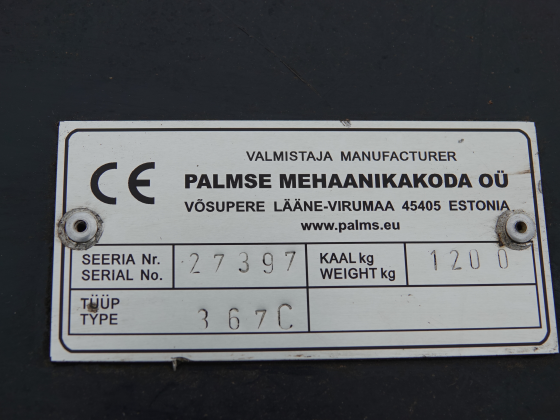 VALMISTAJA MANUFACTURER
CE PALMSE MEHAANIKAKODA OÜ
VÕSUPERE LÄÄNE-VIRUMAA 45405 ESTONIA
www.palms.eu
SEERIA Nr. 27397 KAAL kg 1200
SERIAL No. WEIGHT kg
TÜÜP 367C
TYPE